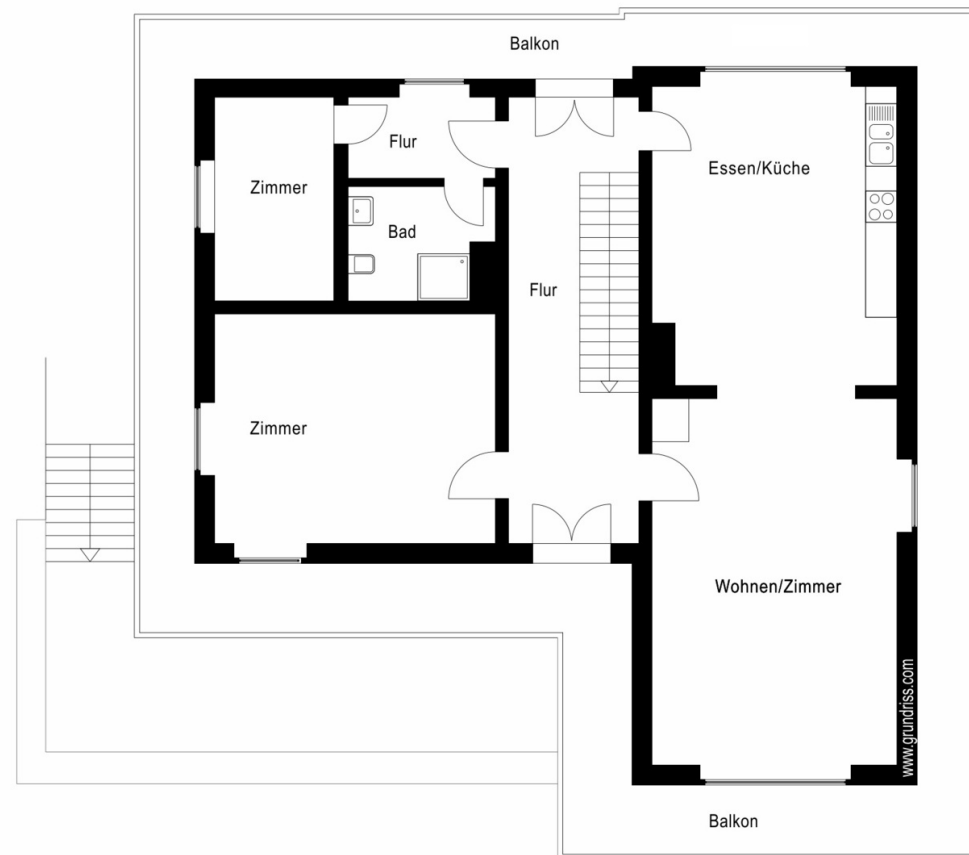 Balkon
Flur
Essen/Küche
Zimmer
Bad
Flur
Zimmer
Wohnen/Zimmer
www.grundriss.com
Balkon